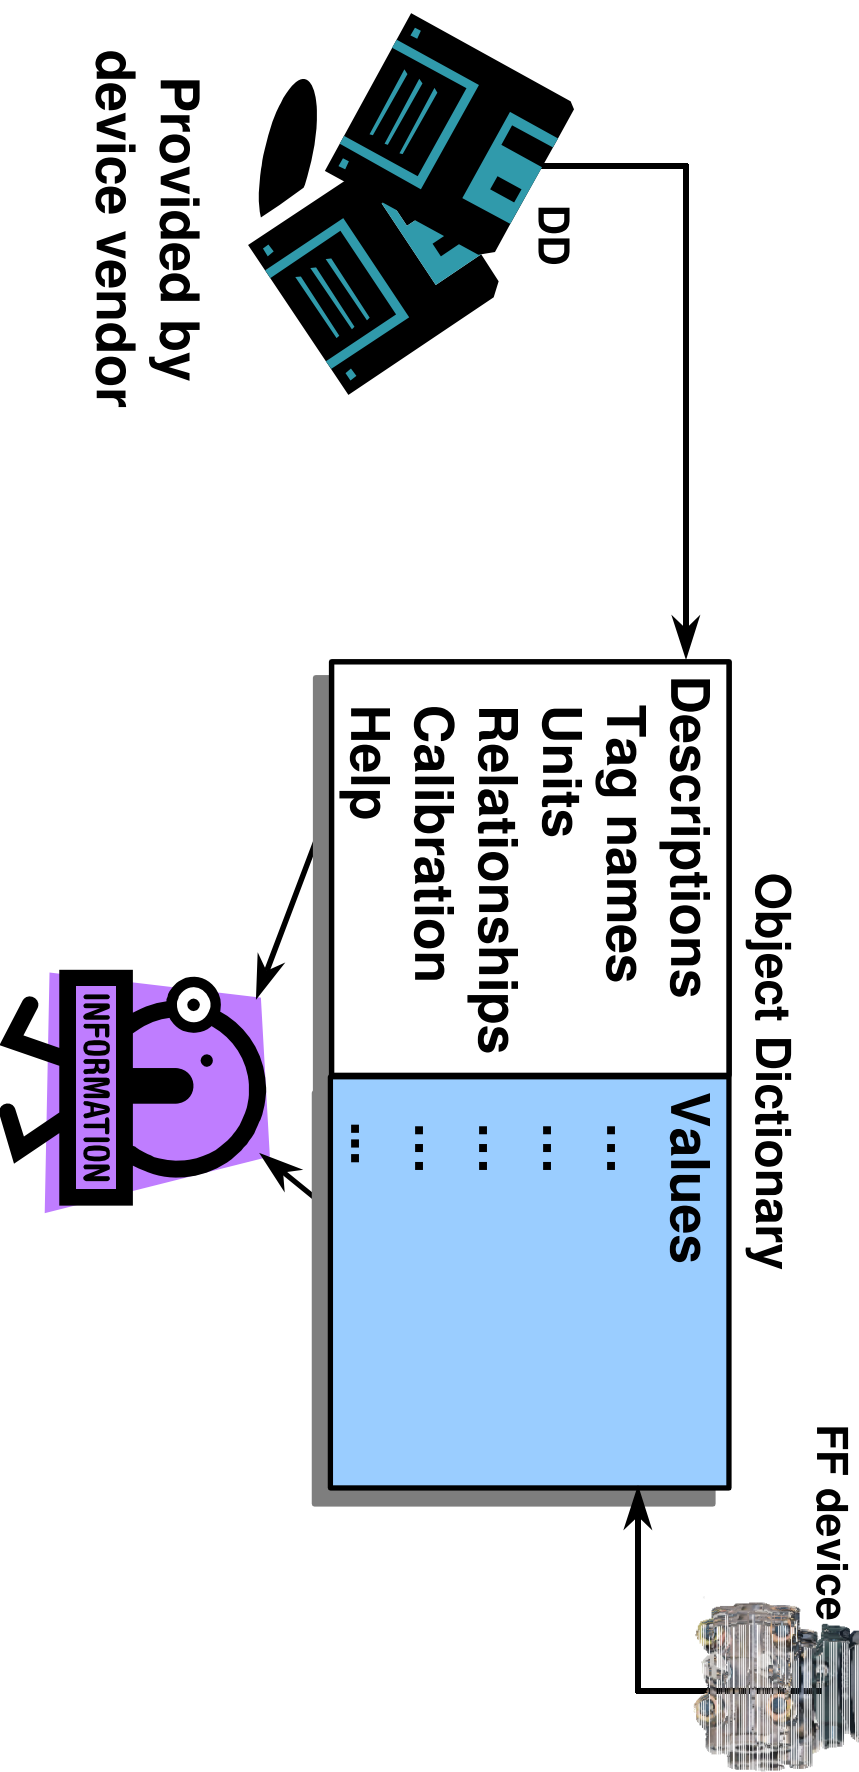 Object Dictionary
FF device
DD
Descriptions
Tag names
Units
Relationships
Calibration
Help
Values
...
...
...
...
...
Provided by
device vendor
INFORMATION